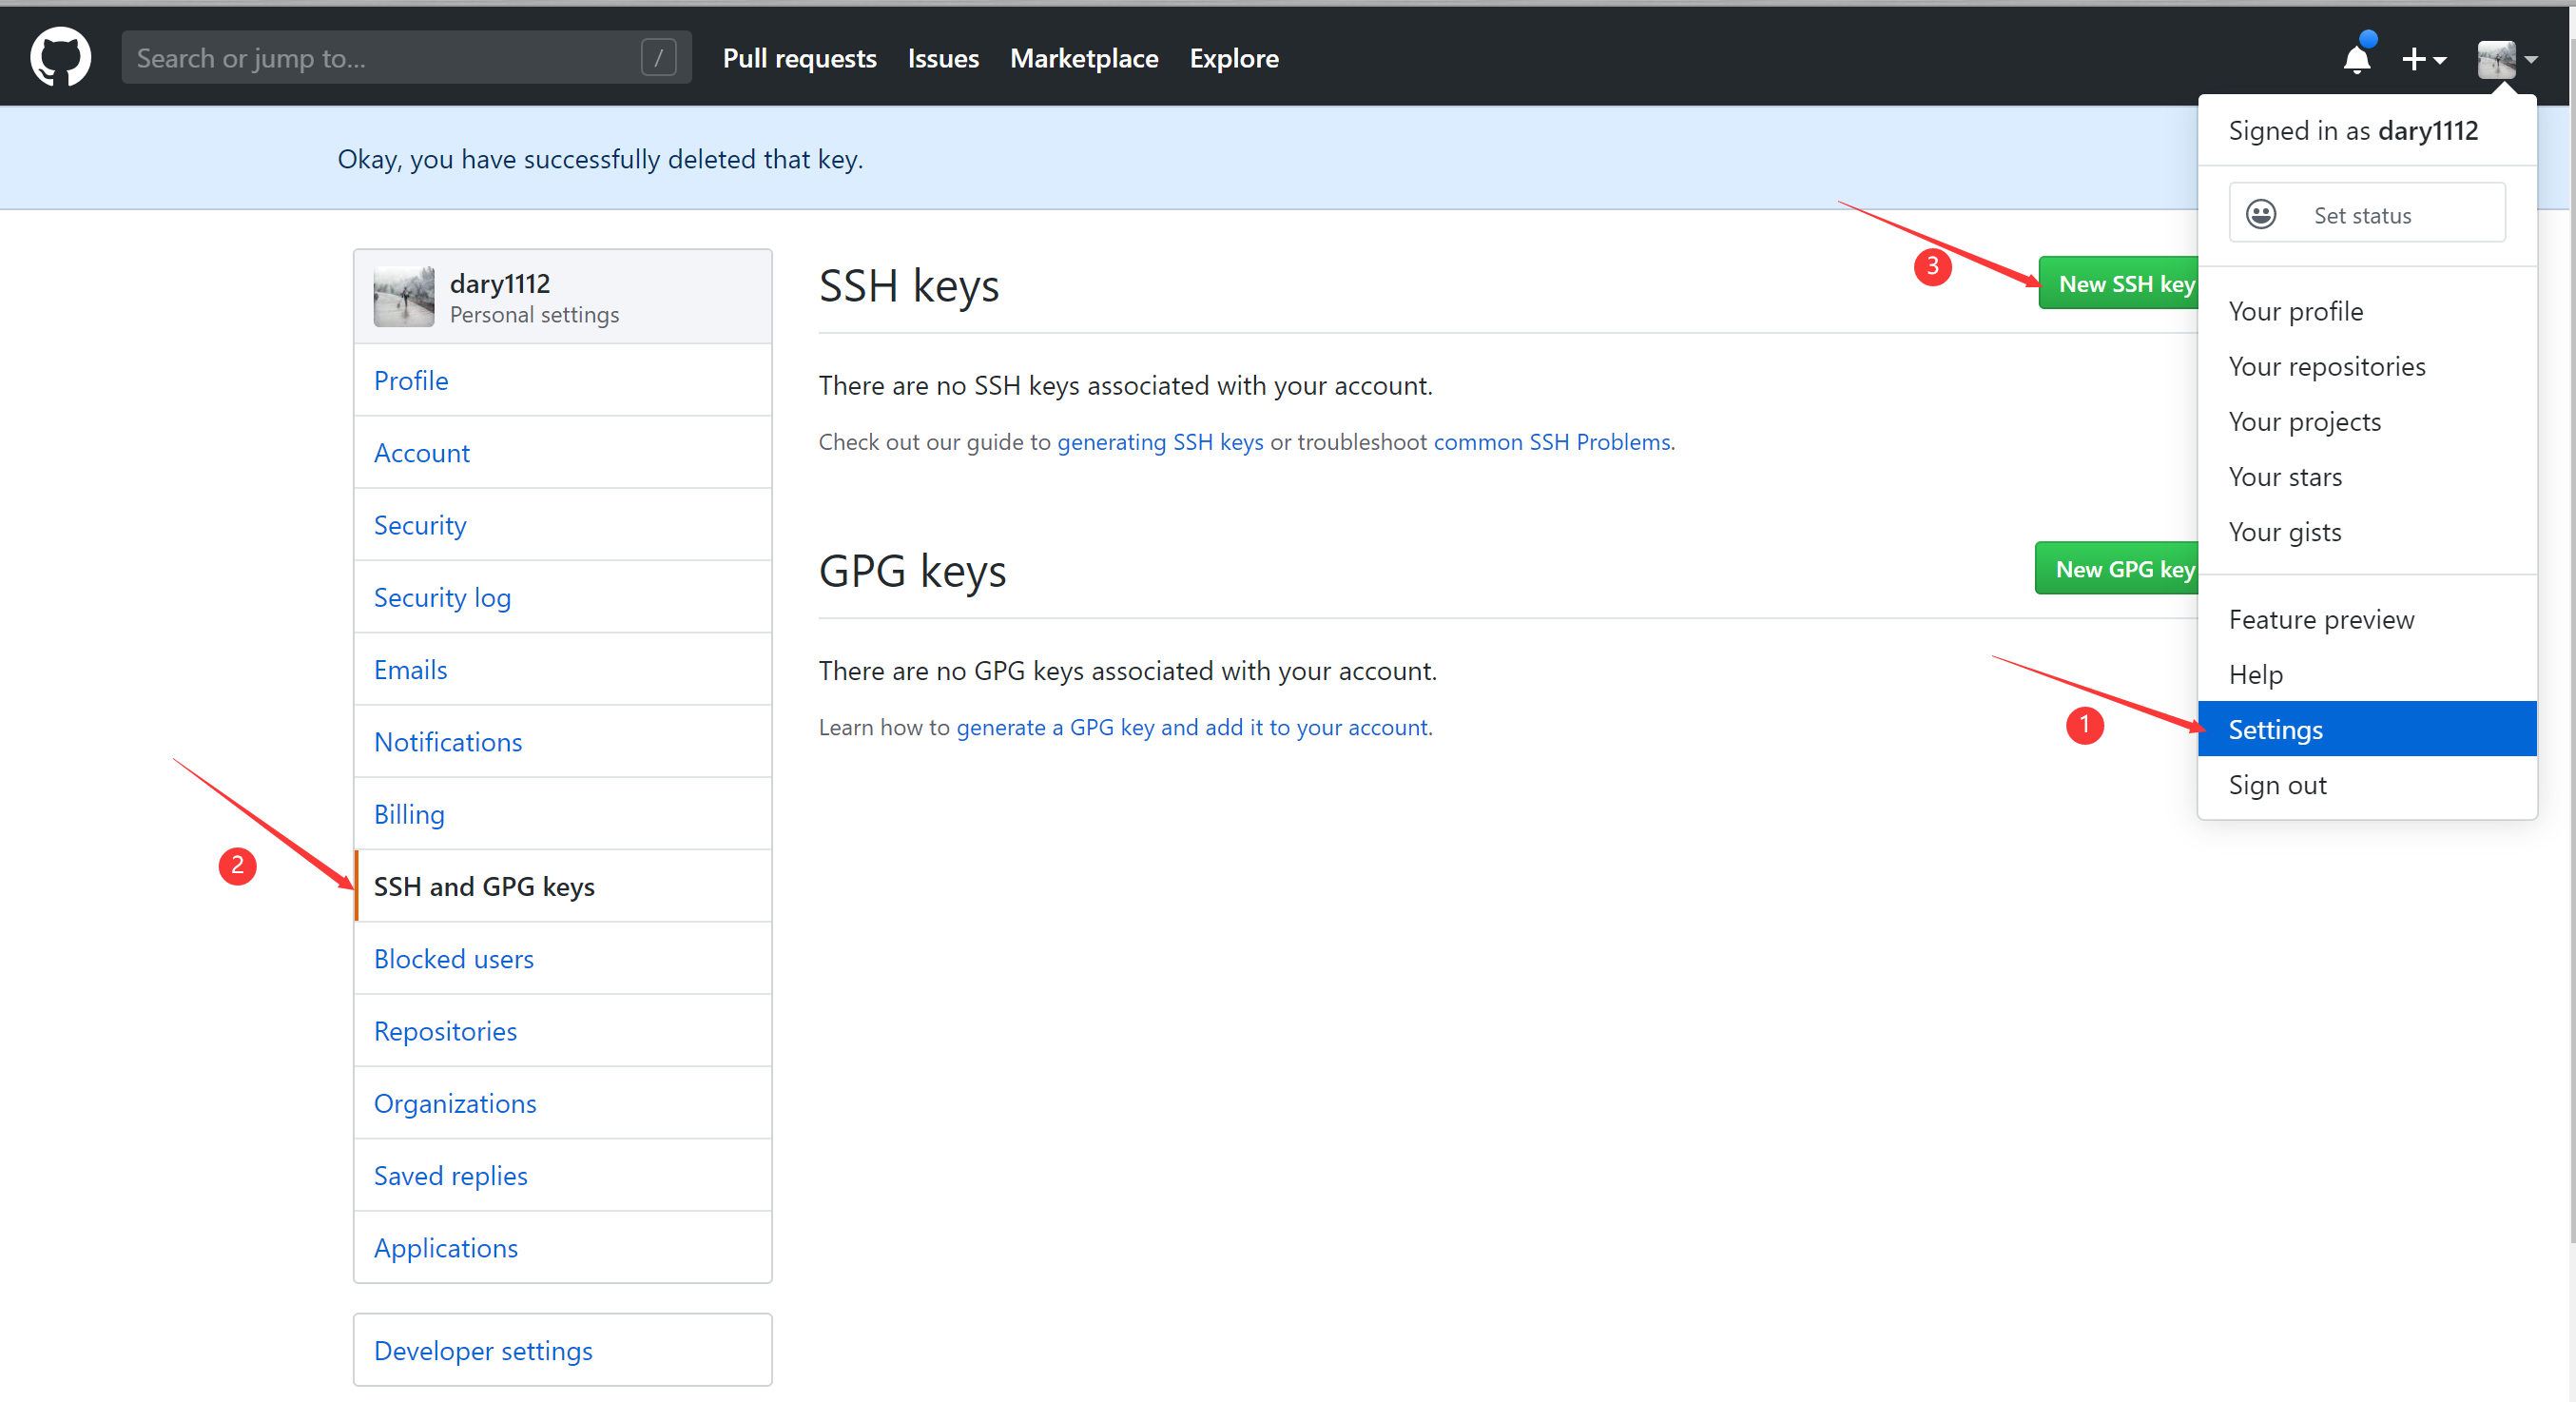 Search or jump to... /
Pull requests Issues Marketplace Explore
Okay, you have successfully deleted that key.
Signed in as dary1112
Set status
Your profile
Your repositories
Your projects
Your stars
Your gists
Feature preview
Help
1
Settings
Sign out
dary1112
Personal settings
Profile
Account
Security
Security log
Emails
Notifications
Billing
2
SSH and GPG keys
Blocked users
Repositories
Organizations
Saved replies
Applications
Developer settings
SSH keys
3
New SSH key
There are no SSH keys associated with your account.
Check out our guide to generating SSH keys or troubleshoot common SSH Problems.
GPG keys
New GPG key
There are no GPG keys associated with your account.
Learn how to generate a GPG key and add it to your account.